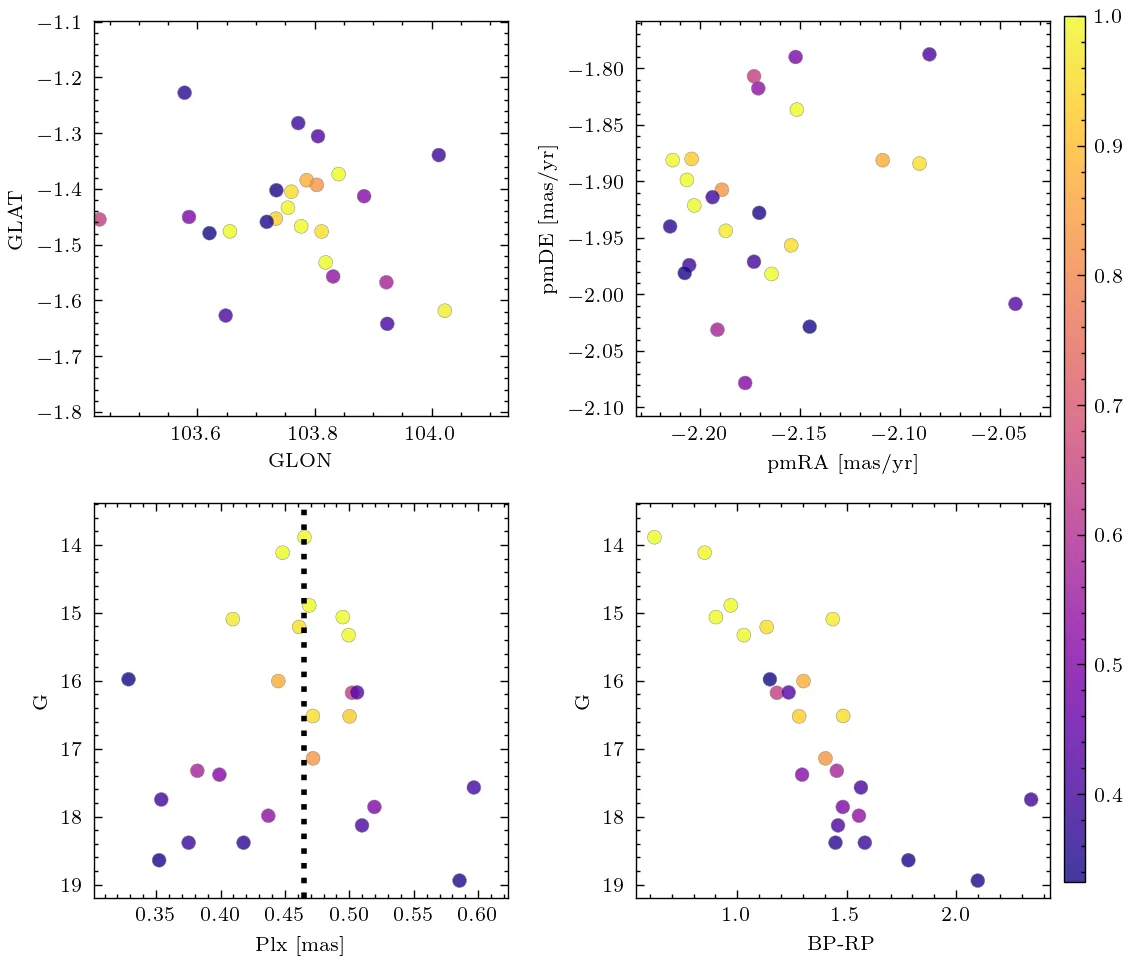 −1.1
−1.2
−1.3
−1.4
−1.5
−1.6
−1.7
−1.8
GLAT
103.6 103.8 104.0
GLON
−1.80
−1.85
−1.90
−1.95
−2.00
−2.05
−2.10
pmDE [mas/yr]
−2.20 −2.15 −2.10 −2.05
pmRA [mas/yr]
14
15
16
17
18
19
G
0.35 0.40 0.45 0.50 0.55 0.60
Plx [mas]
14
15
16
17
18
19
G
1.0 1.5 2.0
BP-RP
1.0
0.9
0.8
0.7
0.6
0.5
0.4